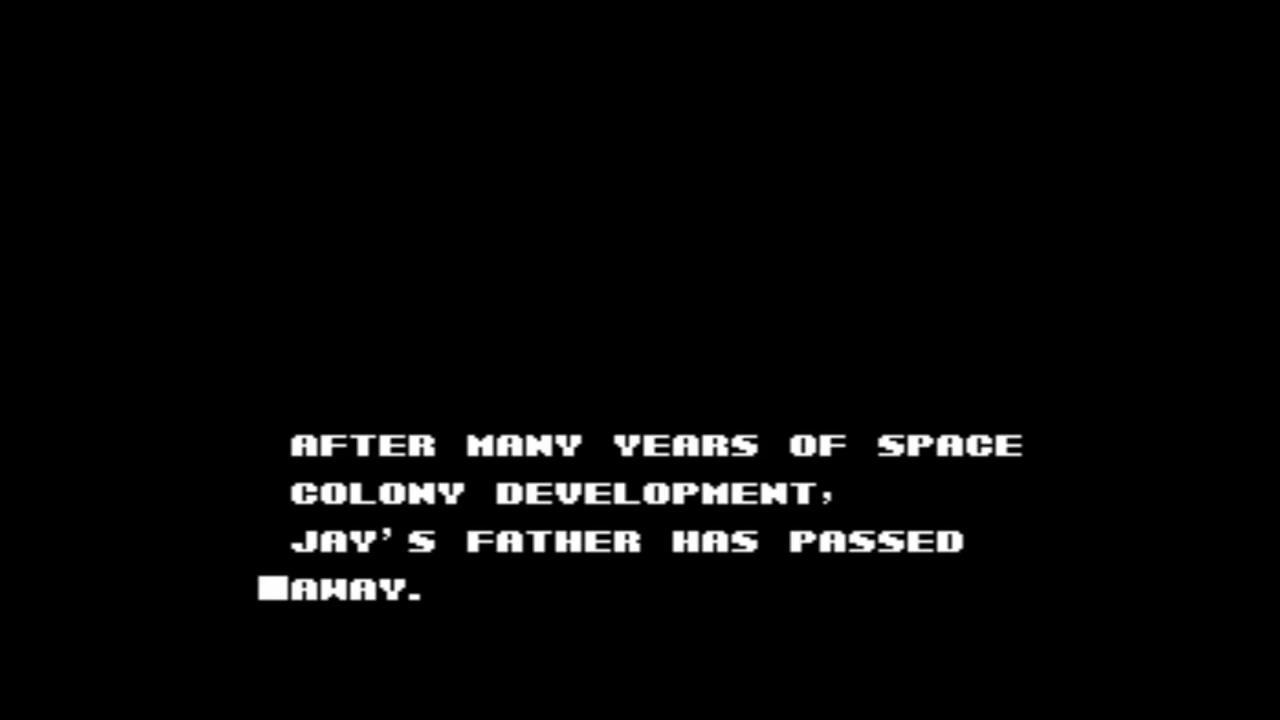 AFTER MANY YEARS OF SPACE
COLONY DEVELOPMENT,
JAY'S FATHER HAS PASSED
AWAY.